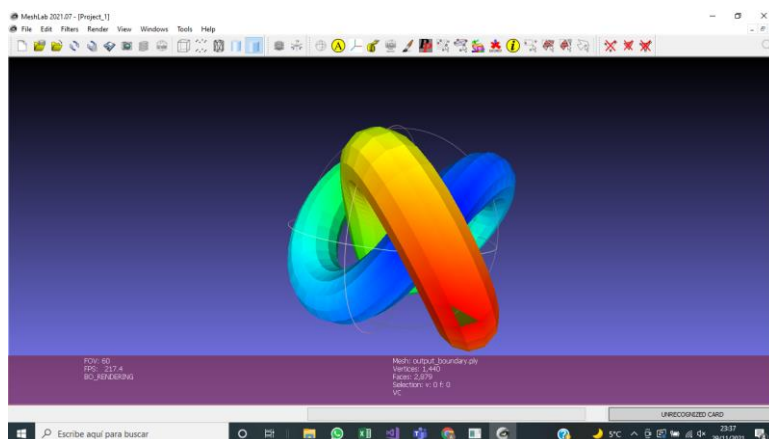 MeshLab 2021.07 - [Project_1]
File Edit Filters Render View Windows Tools Help
FOV: 60
FPS: 217.4
BO_RENDERING
Mesh: output_boundary.ply
Vertices: 1,440
Faces: 2,879
Selection: v: 0 f: 0
VC
UNRECOGNIZED CARD
Escribe aquí para buscar
5°C
23:37